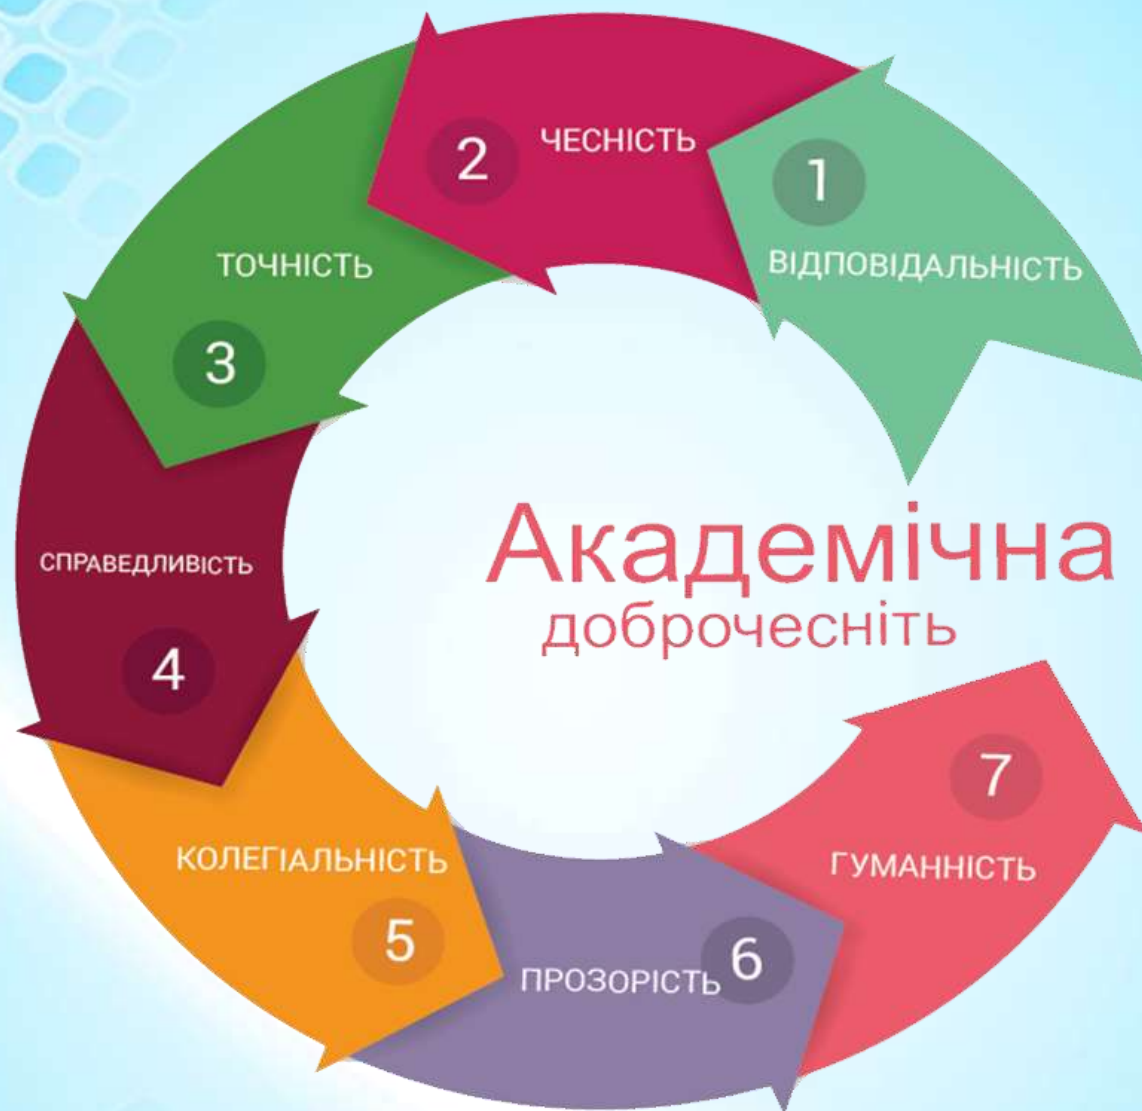 1
ВІДПОВІДАЛЬНІСТЬ
2
ЧЕСНІСТЬ
ТОЧНІСТЬ
3
СПРАВЕДЛИВІСТЬ
4
КОЛЕГІАЛЬНІСТЬ
5
ПРОЗОРІСТЬ
6
7
ГУМАННІСТЬ
Академічна
доброчесніть